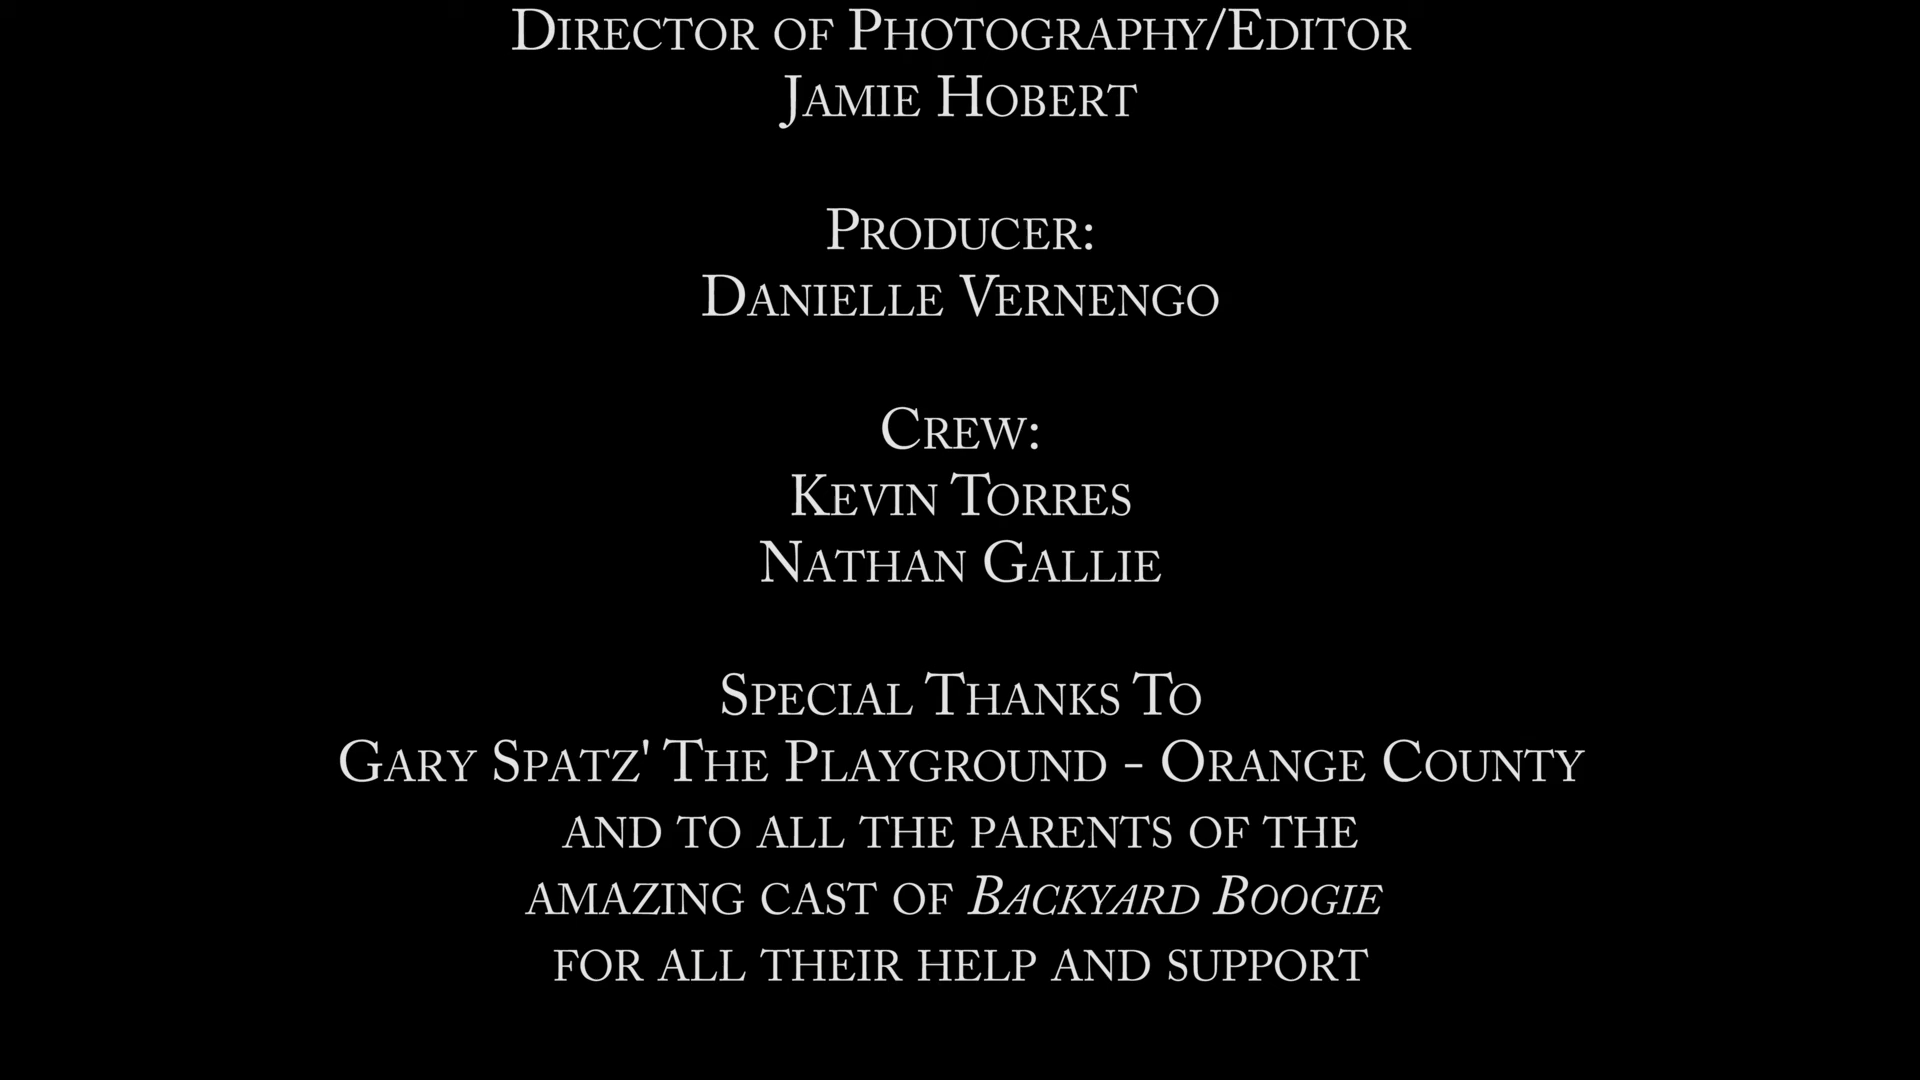 Director of Photography/Editor
Jamie Hobert
Producer:
Danielle Vernengo
Crew:
Kevin Torres
Nathan Gallie
Special Thanks To
Gary Spatz' The Playground - Orange County
and to all the parents of the
amazing cast of Backyard Boogie
for all their help and support